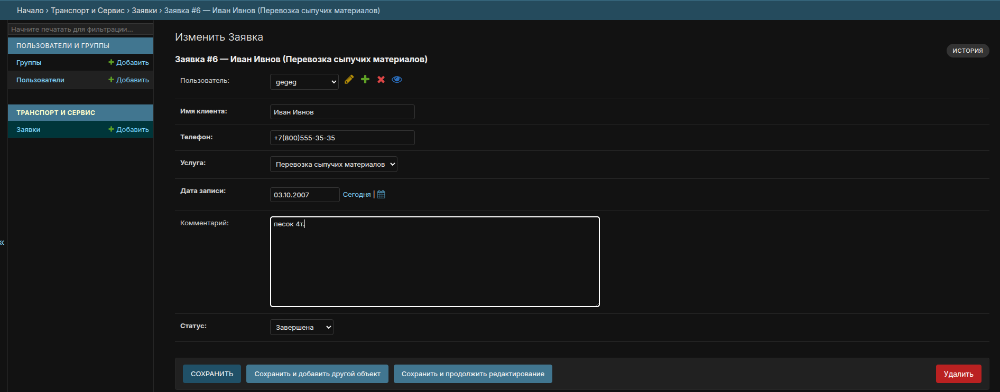 Начало › Транспорт и Сервис › Заявки › Заявка #6 — Иван Ивнов (Перевозка сыпучих материалов)
Начните печатать для фильтрации...
ПОЛЬЗОВАТЕЛИ И ГРУППЫ
Группы Добавить
Пользователи Добавить
ТРАНСПОРТ И СЕРВИС
Заявки Добавить
«
Изменить Заявка
ИСТОРИЯ
Заявка #6 — Иван Ивнов (Перевозка сыпучих материалов)
Пользователь: gegeg
Имя клиента: Иван Ивнов
Телефон: +7(800)555-35-35
Услуга: Перевозка сыпучих материалов
Дата записи: 03.10.2007 Сегодня |
Комментарий: песок 4т.
Статус: Завершена
СОХРАНИТЬ Сохранить и добавить другой объект Сохранить и продолжить редактирование Удалить